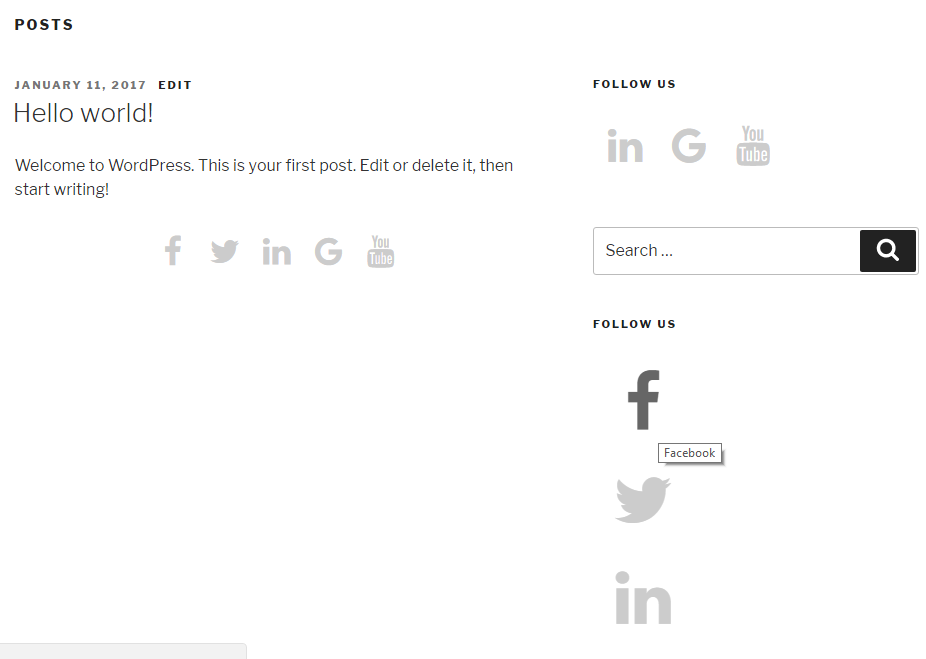 POSTS
JANUARY 11, 2017 EDIT
Hello world!
Welcome to WordPress. This is your first post. Edit or delete it, then
start writing!
f in G You Tube
FOLLOW US
in G You Tube
Search …
FOLLOW US
f
Facebook
in